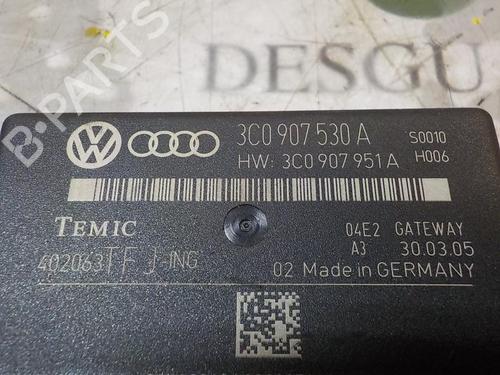 DESGU
B-PARTS
3C0 907 530 A S0010
HW: 3C0 907 951 A H006
TEMIC
04E2 GATEWAY
A3 30.03.05
402063TFJ-ING
02 Made in GERMANY